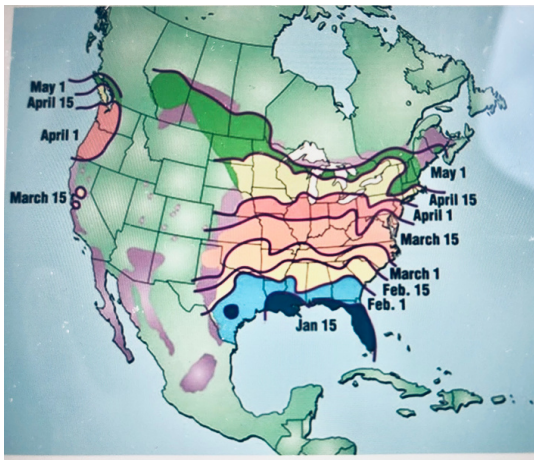 May 1
April 15
April 1
March 15
May 1
April 15
April 1
March 15
March 1
Feb. 15
Feb. 1
Jan 15